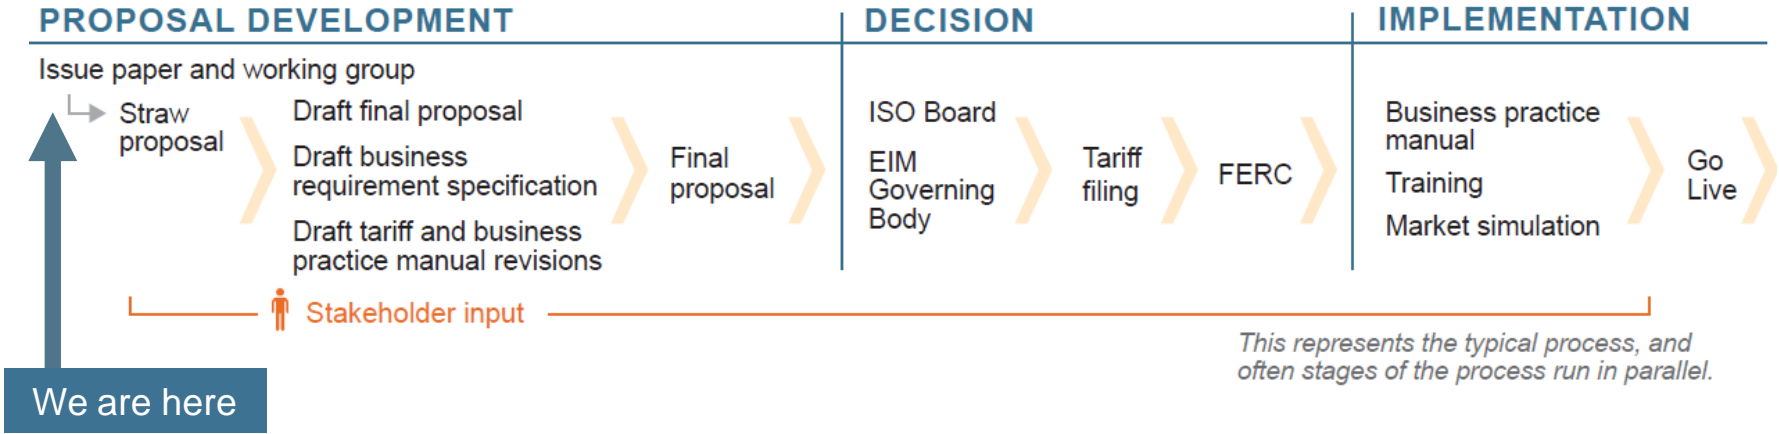 PROPOSAL DEVELOPMENT
DECISION
IMPLEMENTATION
Issue paper and working group
Straw
proposal
Draft final proposal
Draft business
requirement specification
Draft tariff and business
practice manual revisions
Final
proposal
ISO Board
EIM
Governing
Body
Tariff
filing
FERC
Business practice
manual
Training
Market simulation
Go
Live
Stakeholder input
This represents the typical process, and
often stages of the process run in parallel.
We are here